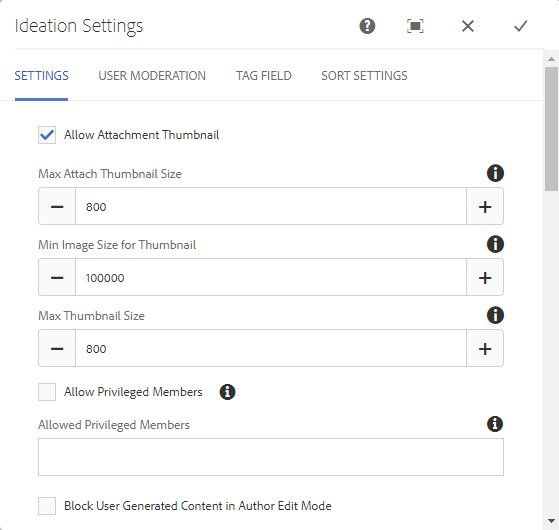 Ideation Settings
SETTINGS USER MODERATION TAG FIELD SORT SETTINGS
Allow Attachment Thumbnail
Max Attach Thumbnail Size
800
Min Image Size for Thumbnail
100000
Max Thumbnail Size
800
Allow Privileged Members
Allowed Privileged Members
Block User Generated Content in Author Edit Mode